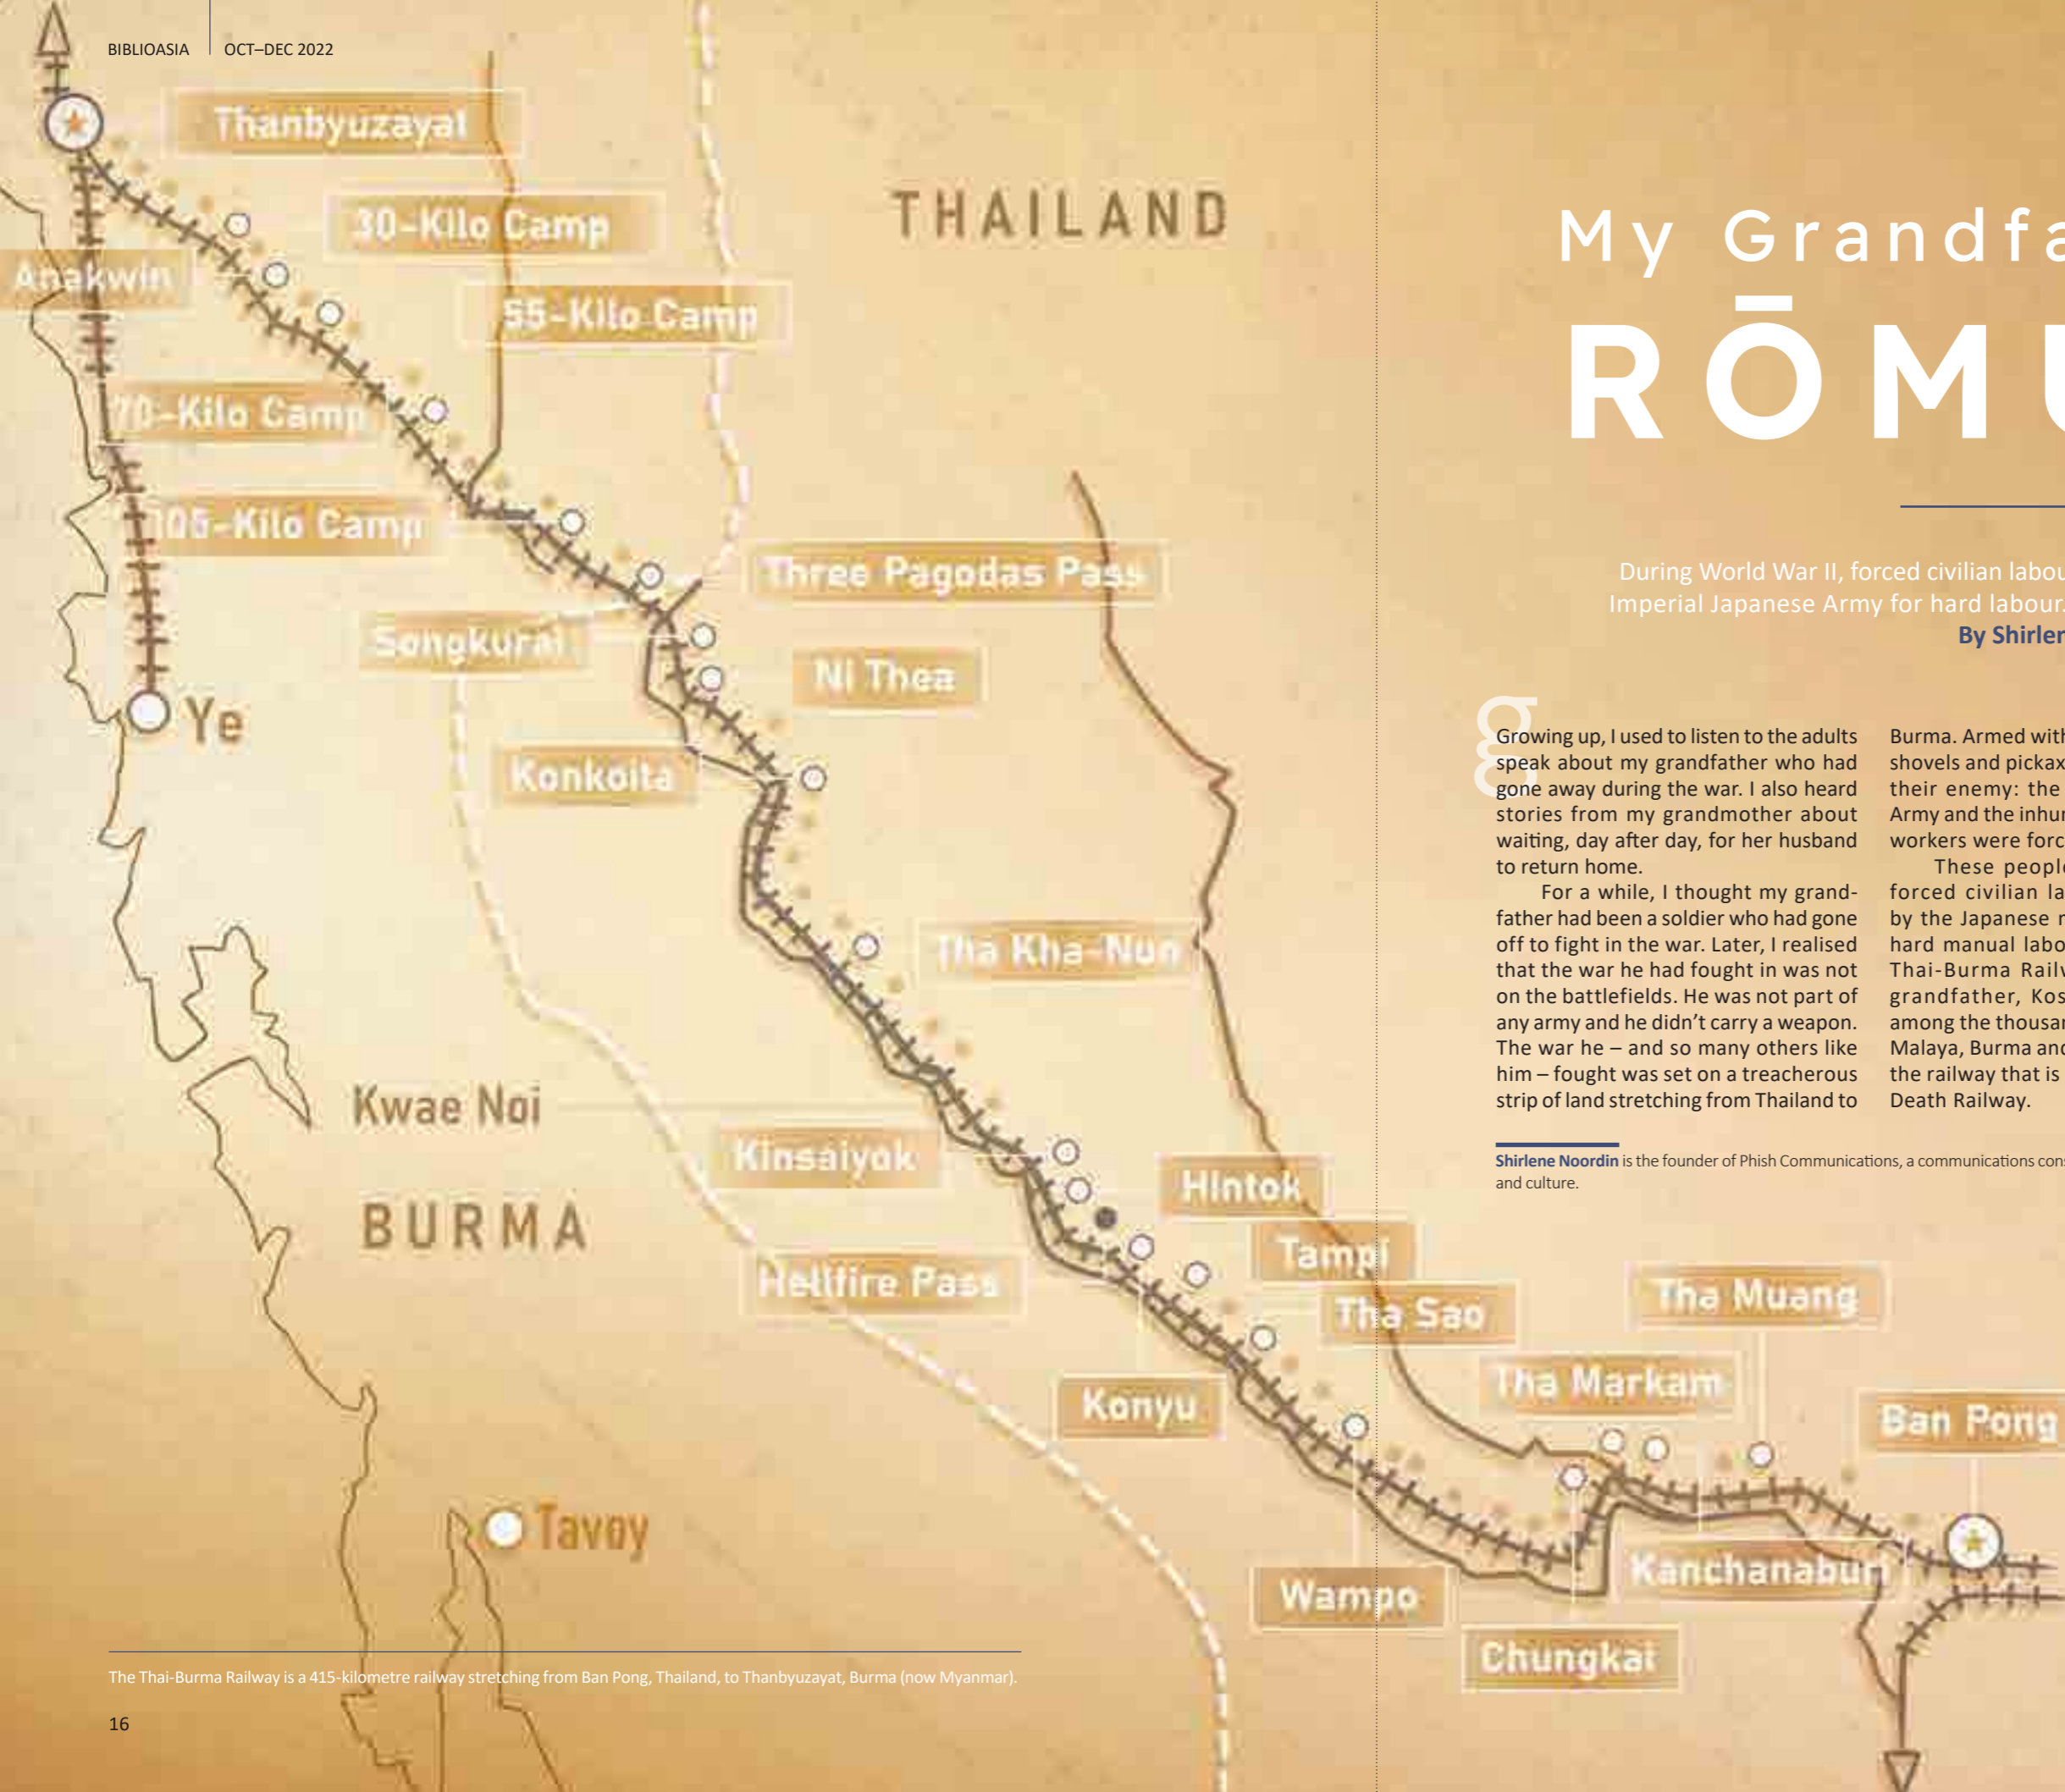 BIBLIOASIA OCT–DEC 2022
Thanbyuzayat
30-Kilo Camp
THAILAND
Anakwin
55-Kilo Camp
70-Kilo Camp
105-Kilo Camp
Three Pagodas Pass
Songkurai
Ni Thea
Ye
Konkoita
Tha Kha-Nun
Kwae Noi
Kinsaiyok
Hintok
BURMA
Tampi
Hellfire Pass
Tha Sao
Tha Muang
Tha Markam
Konyu
Ban Pong
Tavoy
Kanchanaburi
Wampo
Chungkai
The Thai-Burma Railway is a 415-kilometre railway stretching from Ban Pong, Thailand, to Thanbyuzayat, Burma (now Myanmar).
16
My Grandfa
RŌMU
During World War II, forced civilian labou
Imperial Japanese Army for hard labour.
By Shirlen
Growing up, I used to listen to the adults
speak about my grandfather who had
gone away during the war. I also heard
stories from my grandmother about
waiting, day after day, for her husband
to return home.
For a while, I thought my grand-
father had been a soldier who had gone
off to fight in the war. Later, I realised
that the war he had fought in was not
on the battlefields. He was not part of
any army and he didn’t carry a weapon.
The war he – and so many others like
him – fought was set on a treacherous
strip of land stretching from Thailand to
Burma. Armed with
shovels and pickax
their enemy: the
Army and the inhu
workers were forc
These people
forced civilian la
by the Japanese
hard manual labo
Thai-Burma Railw
grandfather, Kos
among the thousa
Malaya, Burma and
the railway that is
Death Railway.
Shirlene Noordin is the founder of Phish Communications, a communications cons
and culture.